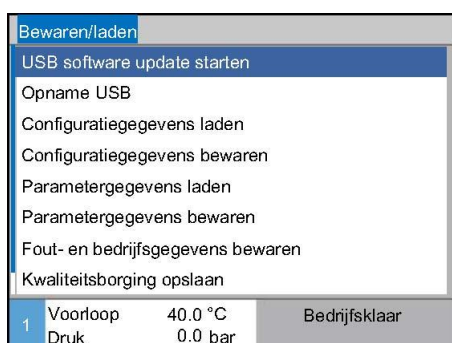 Bewaren/laden
USB software update starten
Opname USB
Configuratiegegevens laden
Configuratiegegevens bewaren
Parametergegevens laden
Parametergegevens bewaren
Fout- en bedrijfsgegevens bewaren
Kwaliteitsborging opslaan
1 Voorloop 40.0 °C Bedrijfsklaar
Druk 0.0 bar